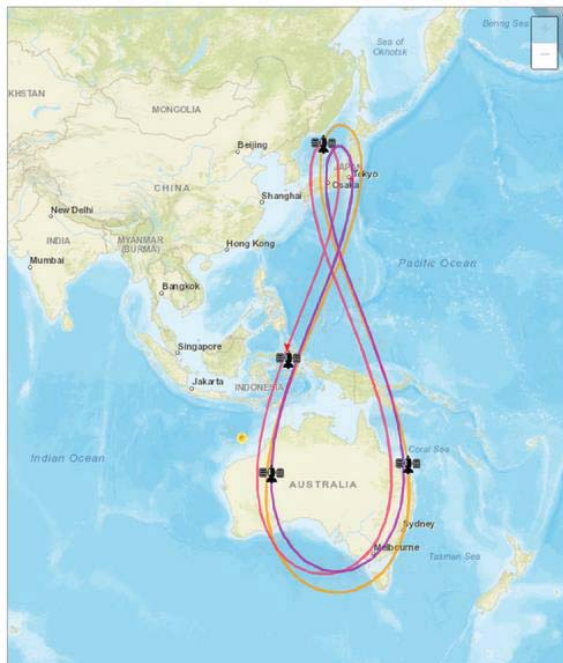 Bering Sea
+
Sea of
Okhotsk
−
KHSTAN
MONGOLIA
Beijing
JAPAN
Tokyo
Osaka
CHINA
Shanghai
New Delhi
INDIA
MYANMAR
(BURMA)
Hong Kong
Mumbai
Pacific Ocean
Bangkok
Singapore
Jakarta
INDONESIA
Indian Ocean
Coral Sea
AUSTRALIA
Sydney
Melbourne
Tasman Sea